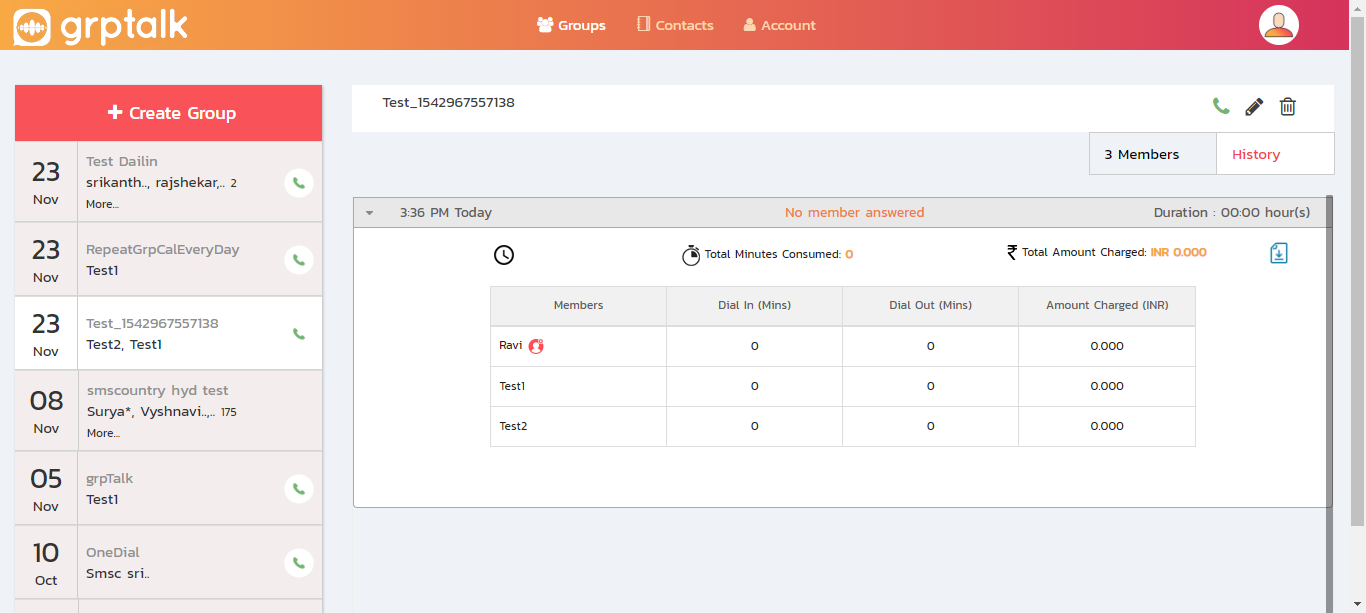 grptalk
Groups Contacts Account
Create Group
23 Nov
Test Dailin
srikanth.., rajshekar,.. 2
More...
23 Nov
RepeatGrpCalEveryDay
Test1
23 Nov
Test_1542967557138
Test2, Test1
08 Nov
smscountry hyd test
Surya*, Vyshnavi..,.. 175
More...
05 Nov
grpTalk
Test1
10 Oct
OneDial
Smsc sri..
Test_1542967557138
3 Members History
3:36 PM Today No member answered Duration : 00:00 hour(s)
Total Minutes Consumed: 0 ₹ Total Amount Charged: INR 0.000
Members Dial In (Mins) Dial Out (Mins) Amount Charged (INR)
Ravi 0 0 0.000
Test1 0 0 0.000
Test2 0 0 0.000